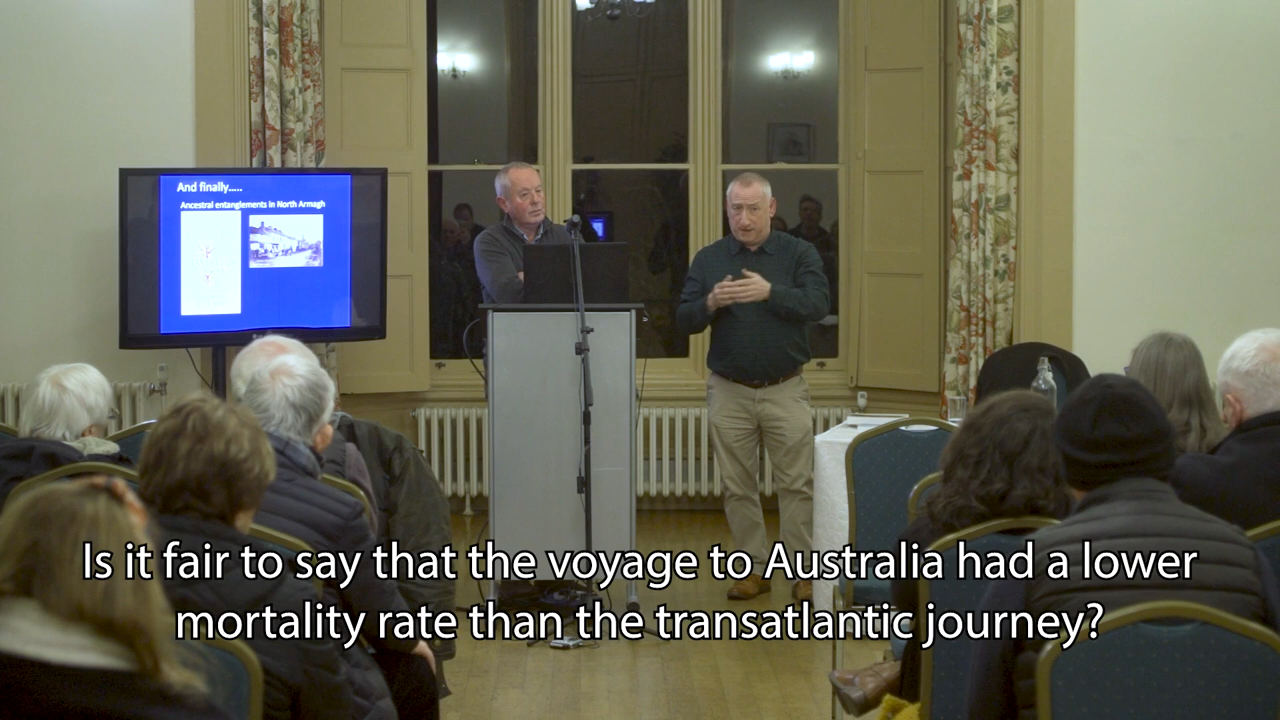 And finally.....
Ancestral entanglements in North Armagh
Is it fair to say that the voyage to Australia had a lower
mortality rate than the transatlantic journey?